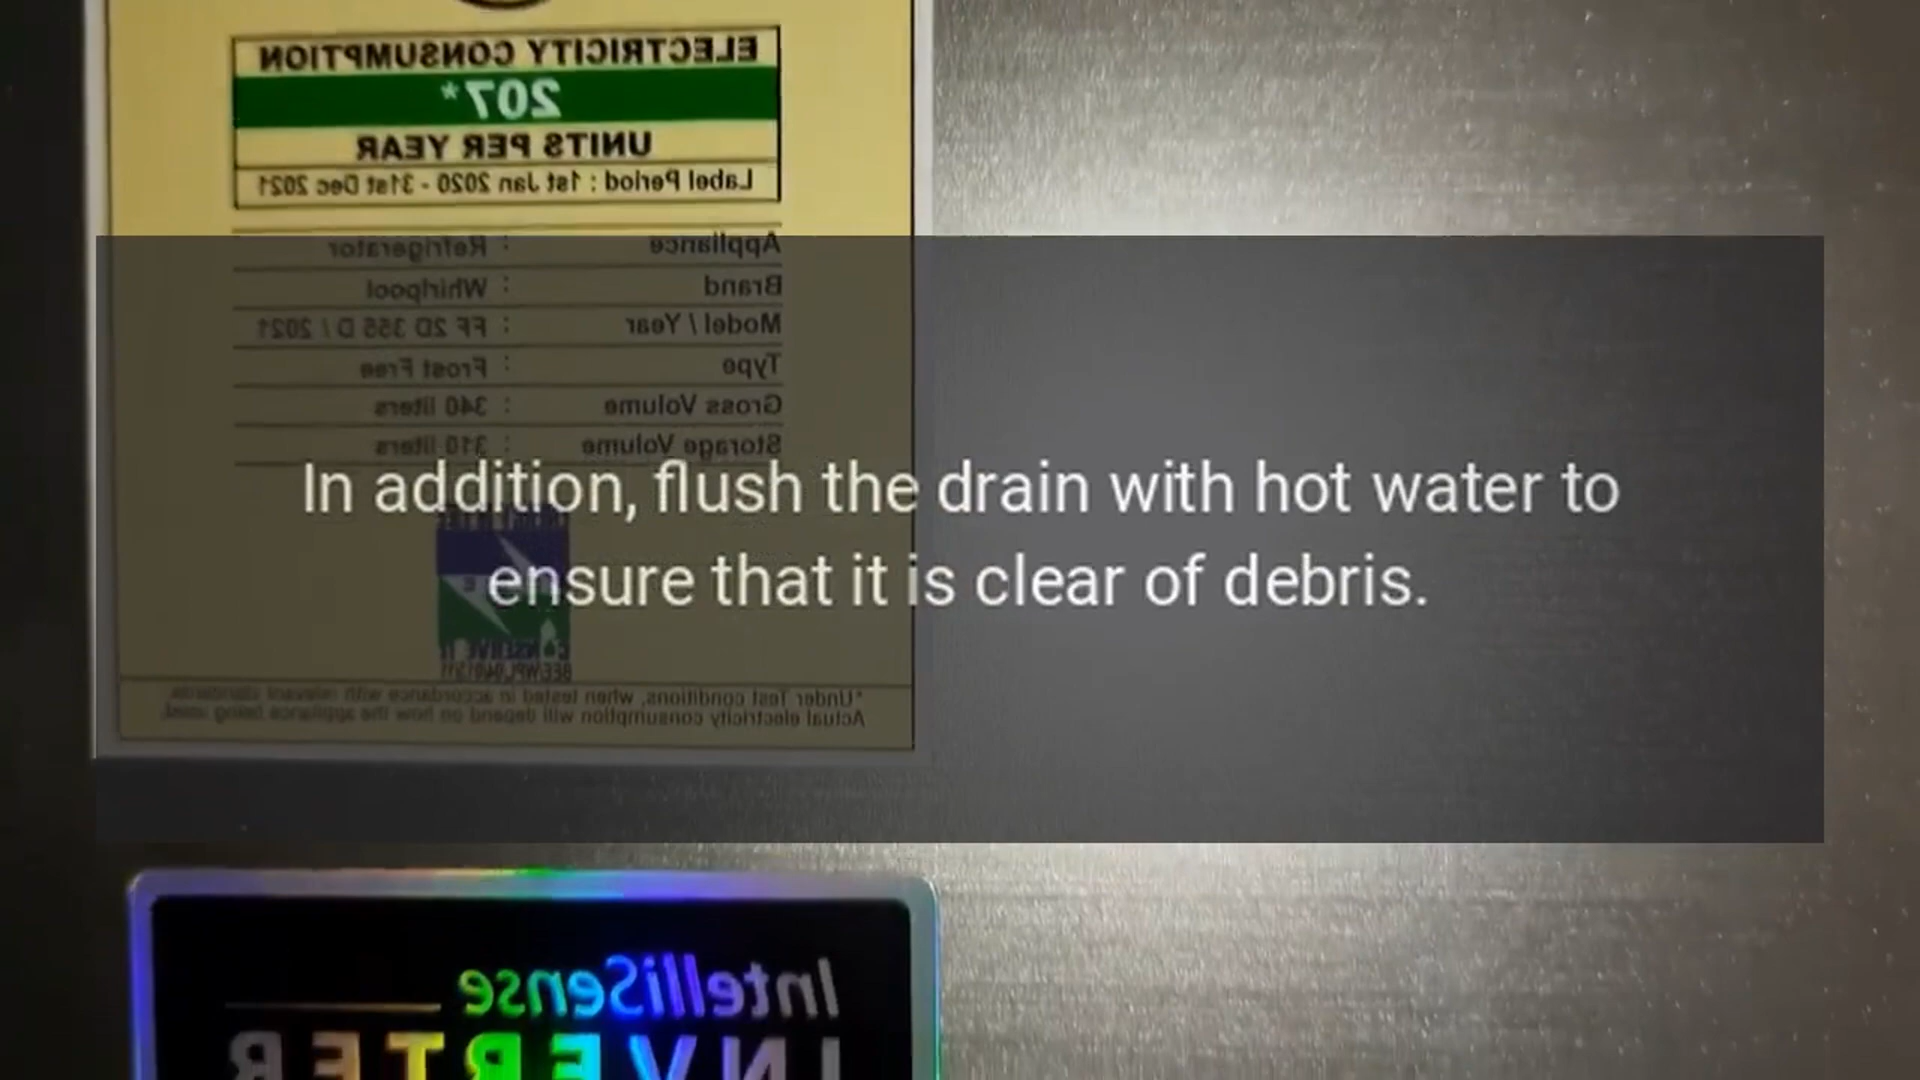 ELECTRICITY CONSUMPTION
207*
UNITS PER YEAR
Label Period : 1st Jan 2020 - 31st Dec 2021
Appliance : Refrigerator
Brand : Whirlpool
Model / Year : FF 2D 355 D / 2021
Type : Frost Free
Gross Volume : 340 liters
Storage Volume : 310 liters
In addition, flush the drain with hot water to
ensure that it is clear of debris.
*Under Test conditions, when tested in accordance with relevant standards.
Actual electricity consumption will depend on how the appliance being used.
IntelliSense
INVERTER